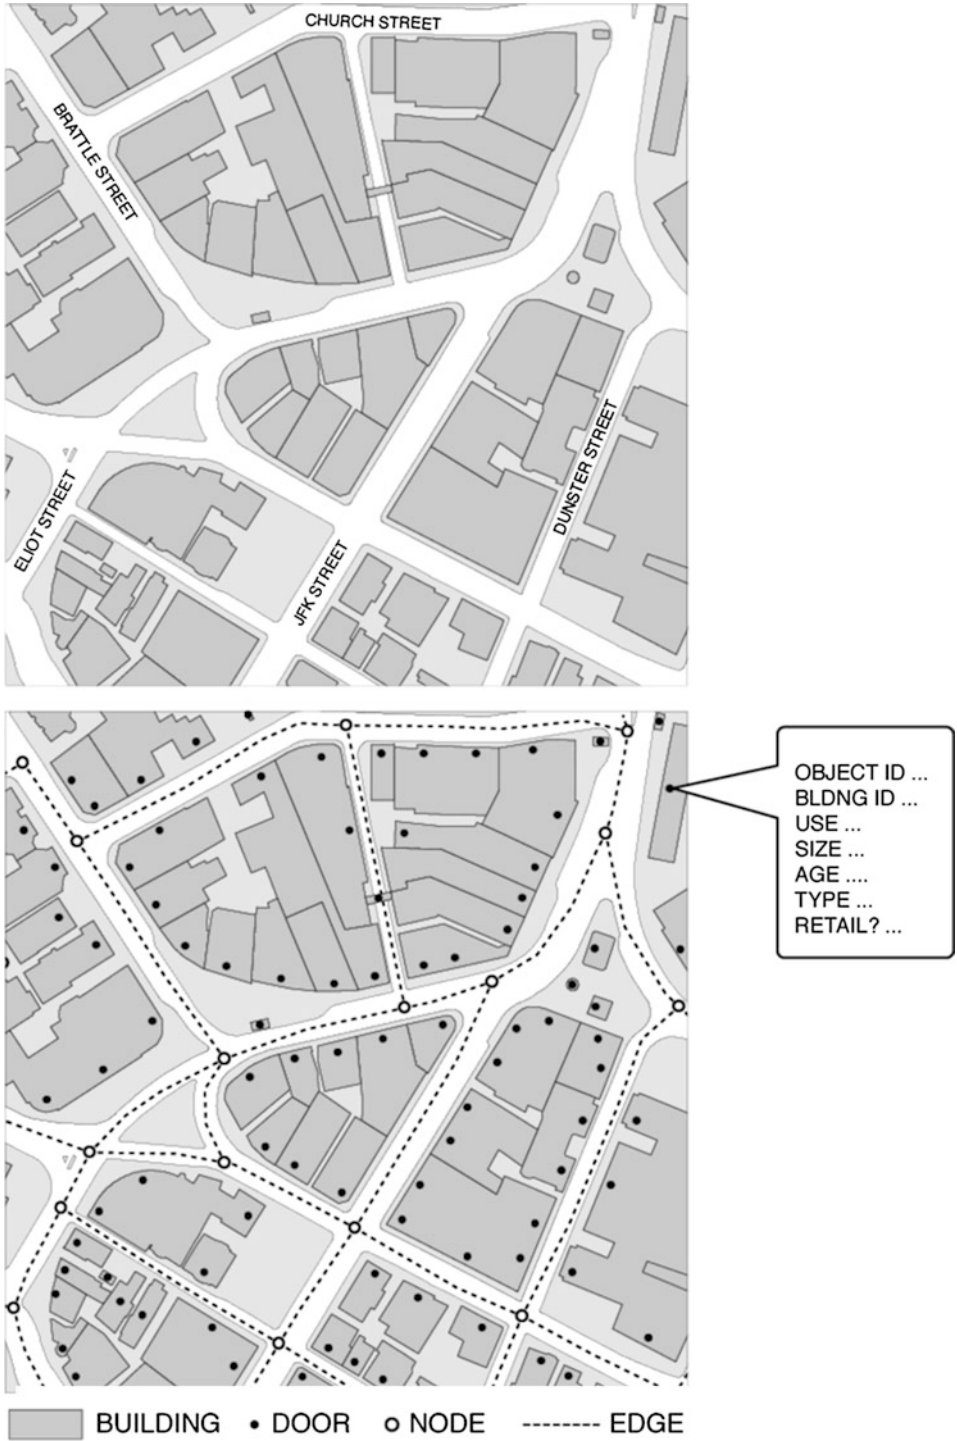 CHURCH STREET
BRATTLE STREET
DUNSTER STREET
ELIOT STREET
JFK STREET
OBJECT ID ...
BLDNG ID ...
USE ...
SIZE ...
AGE ....
TYPE ...
RETAIL? ...
BUILDING DOOR NODE EDGE